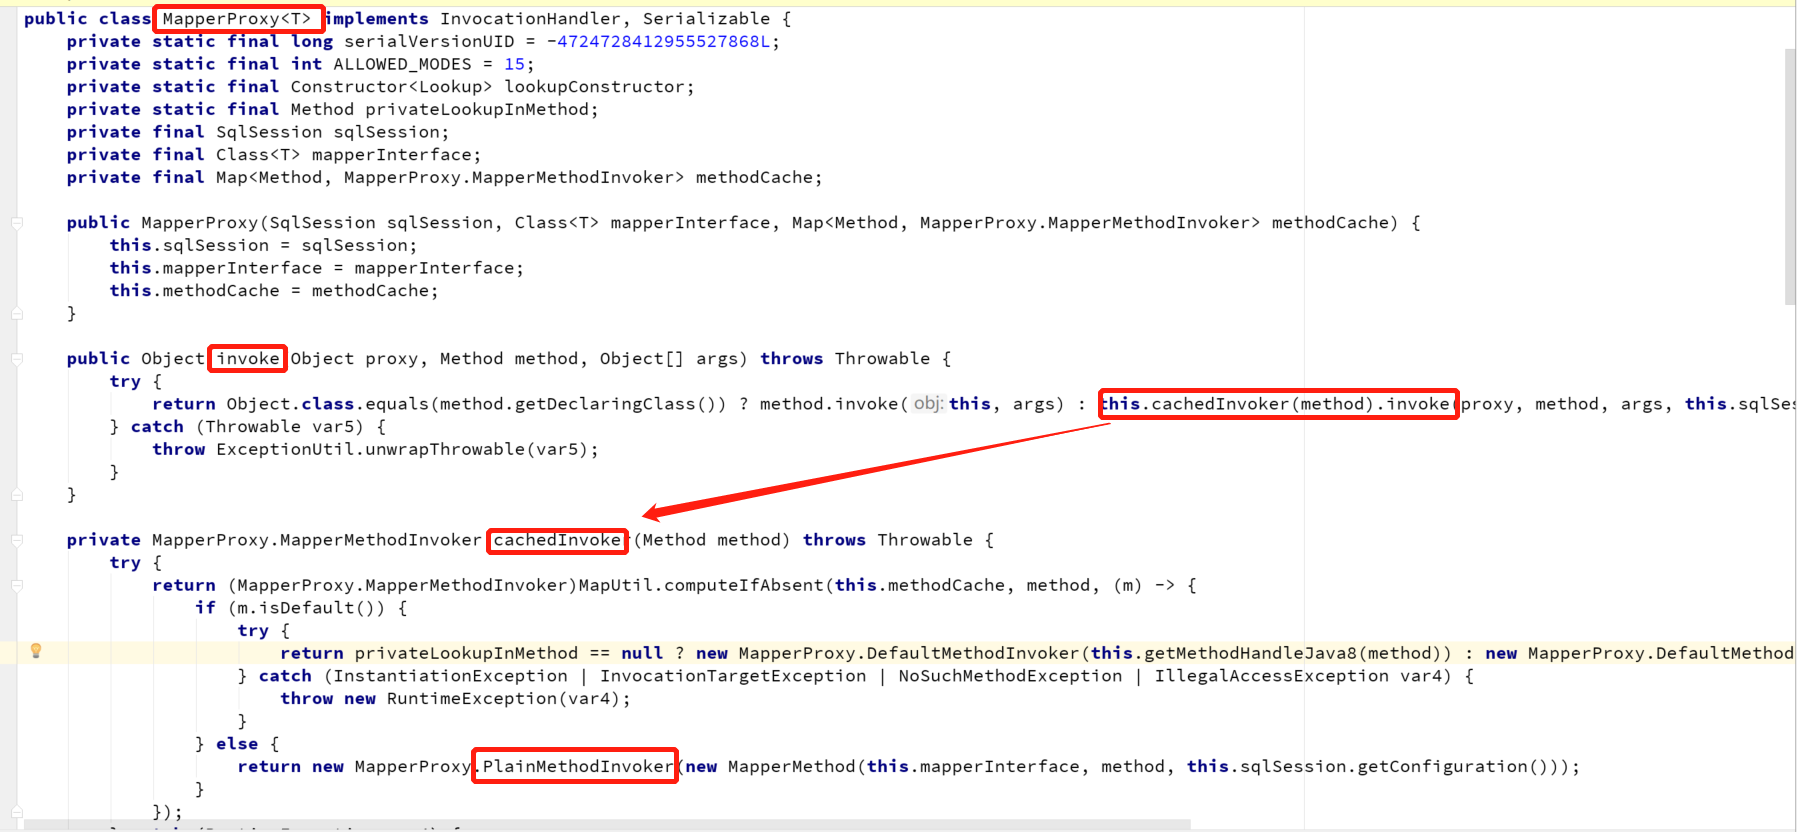 public class MapperProxy<T> implements InvocationHandler, Serializable {
private static final long serialVersionUID = -4724728412955527868L;
private static final int ALLOWED_MODES = 15;
private static final Constructor<Lookup> lookupConstructor;
private static final Method privateLookupInMethod;
private final SqlSession sqlSession;
private final Class<T> mapperInterface;
private final Map<Method, MapperProxy.MapperMethodInvoker> methodCache;
public MapperProxy(SqlSession sqlSession, Class<T> mapperInterface, Map<Method, MapperProxy.MapperMethodInvoker> methodCache) {
this.sqlSession = sqlSession;
this.mapperInterface = mapperInterface;
this.methodCache = methodCache;
}
public Object invoke Object proxy, Method method, Object[] args) throws Throwable {
try {
return Object.class.equals(method.getDeclaringClass()) ? method.invoke( obj: this, args) : this.cachedInvoker(method).invoke(proxy, method, args, this.sqlSes
} catch (Throwable var5) {
throw ExceptionUtil.unwrapThrowable(var5);
}
}
private MapperProxy.MapperMethodInvoker cachedInvoker(Method method) throws Throwable {
try {
return (MapperProxy.MapperMethodInvoker)MapUtil.computeIfAbsent(this.methodCache, method, (m) -> {
if (m.isDefault()) {
try {
return privateLookupInMethod == null ? new MapperProxy.DefaultMethodInvoker(this.getMethodHandleJava8(method)) : new MapperProxy.DefaultMethod
} catch (InstantiationException | InvocationTargetException | NoSuchMethodException | IllegalAccessException var4) {
throw new RuntimeException(var4);
}
} else {
return new MapperProxy.PlainMethodInvoker(new MapperMethod(this.mapperInterface, method, this.sqlSession.getConfiguration()));
}
});